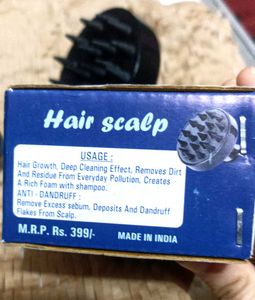 Hair scalp
USAGE :
Hair Growth, Deep Cleaning Effect, Removes Dirt
And Residue From Everyday Pollution, Creates
A Rich Foam with shampoo.
ANTI - DANDRUFF :
Remove Excess sebum, Deposits And Dandruff
Flakes From Scalp.
M.R.P. Rs. 399/- MADE IN INDIA